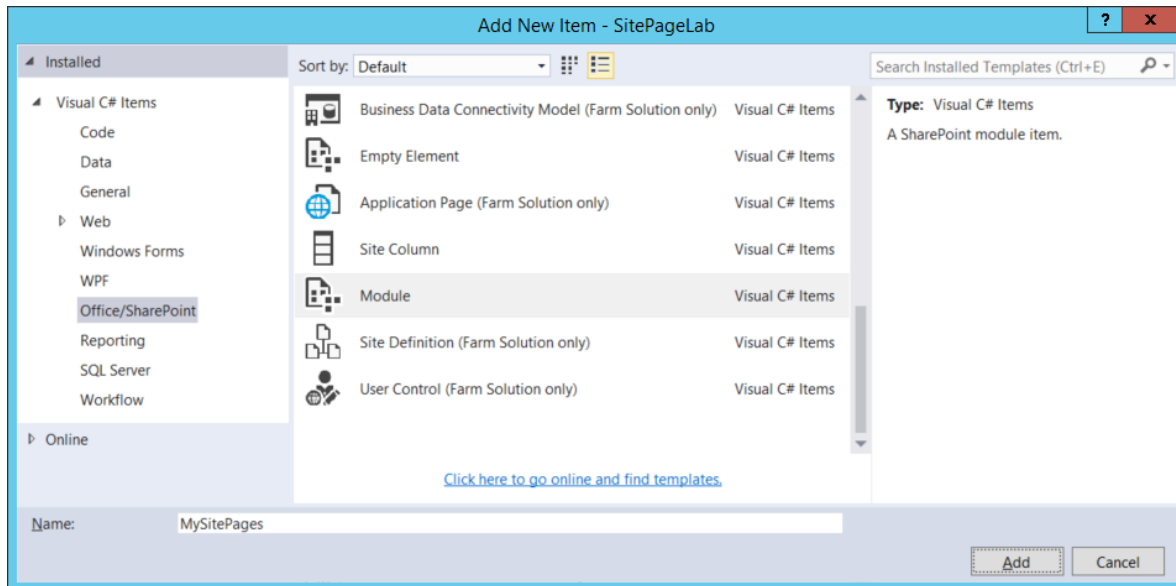 Add New Item - SitePageLab
?
x
Installed
Sort by: Default
Search Installed Templates (Ctrl+E)
Visual C# Items
Code
Data
General
Web
Windows Forms
WPF
Office/SharePoint
Reporting
SQL Server
Workflow
Online
Business Data Connectivity Model (Farm Solution only) Visual C# Items
Empty Element Visual C# Items
Application Page (Farm Solution only) Visual C# Items
Site Column Visual C# Items
Module Visual C# Items
Site Definition (Farm Solution only) Visual C# Items
User Control (Farm Solution only) Visual C# Items
Click here to go online and find templates.
Type: Visual C# Items
A SharePoint module item.
Name: MySitePages
Add
Cancel